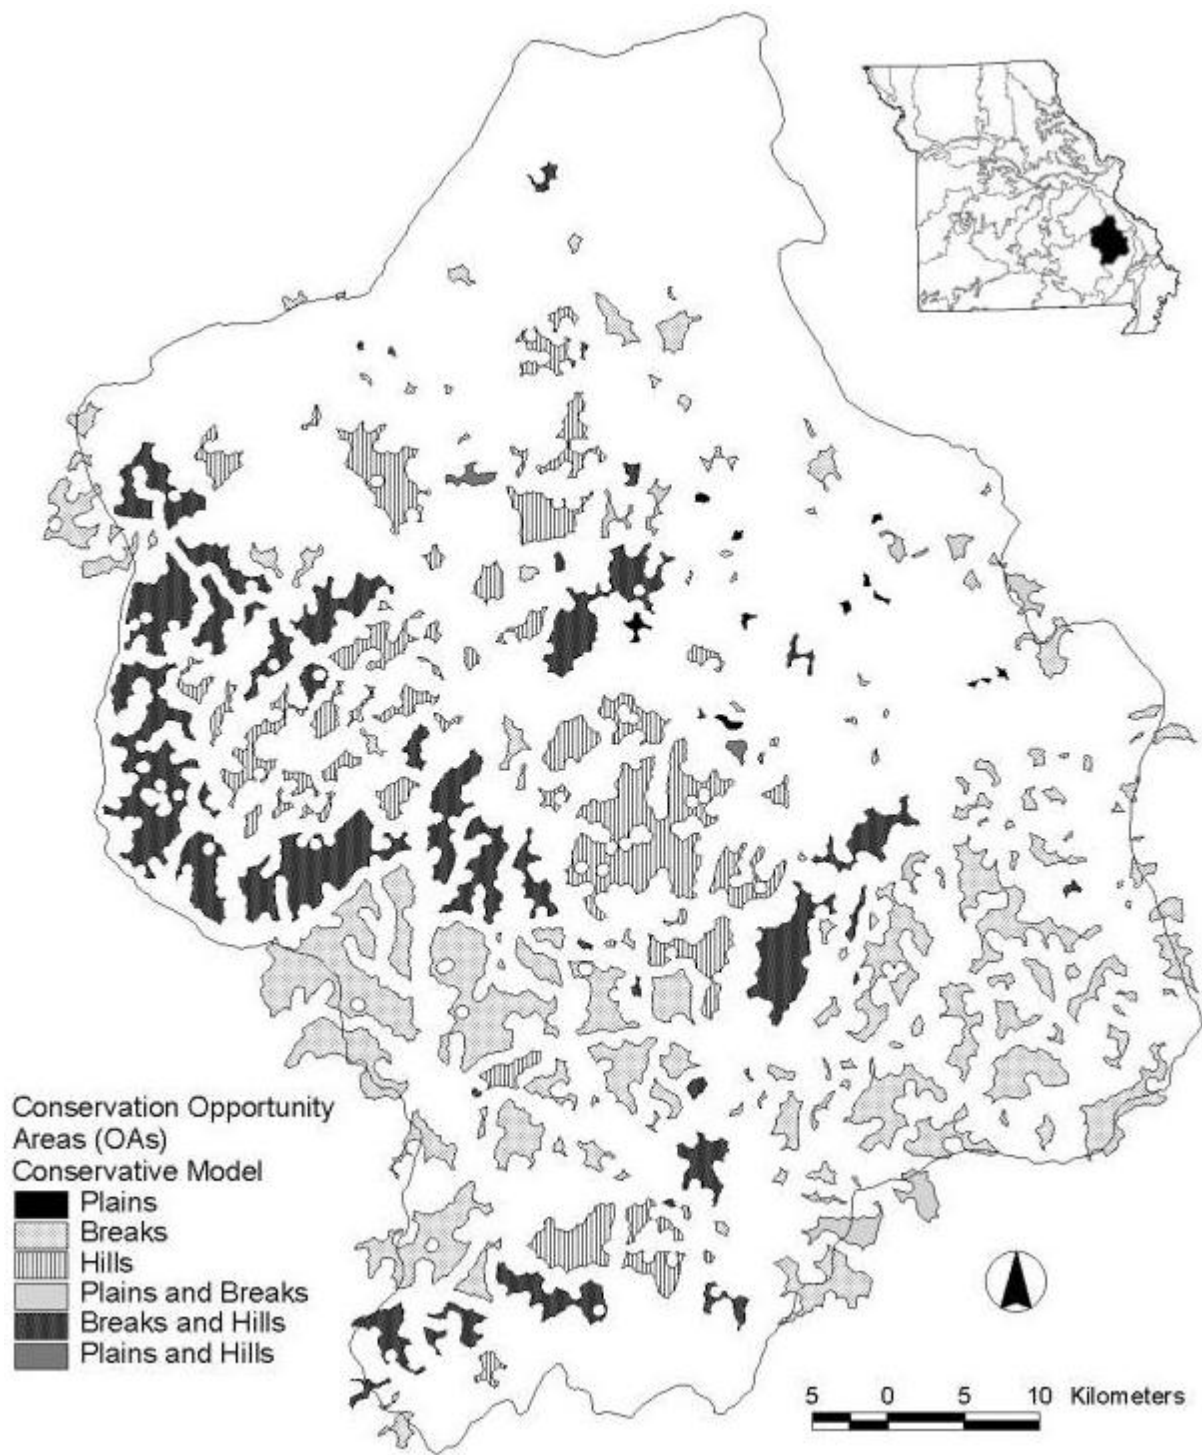 Conservation Opportunity
Areas (OAs)
Conservative Model
Plains
Breaks
Hills
Plains and Breaks
Breaks and Hills
Plains and Hills
5 0 5 10 Kilometers